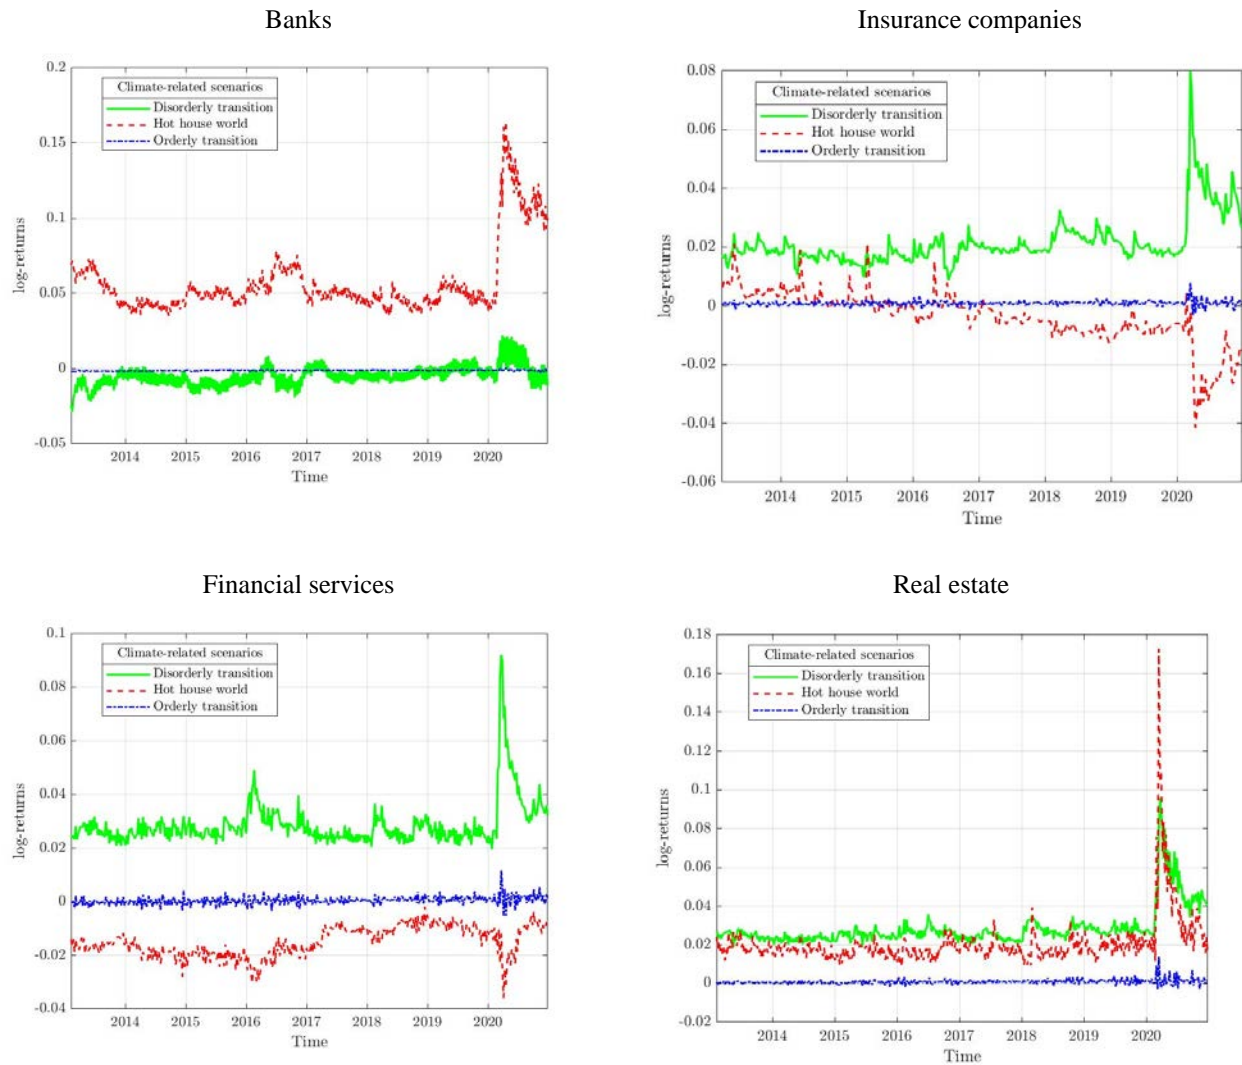 Banks
Insurance companies
0.2
0.15
0.1
0.05
0
-0.05
log-returns
Climate-related scenarios
Disorderly transition
Hot house world
Orderly transition
2014 2015 2016 2017 2018 2019 2020
Time
0.08
0.06
0.04
0.02
0
-0.02
-0.04
-0.06
log-returns
Climate-related scenarios
Disorderly transition
Hot house world
Orderly transition
2014 2015 2016 2017 2018 2019 2020
Time
Financial services
Real estate
0.1
0.08
0.06
0.04
0.02
0
-0.02
-0.04
log-returns
Climate-related scenarios
Disorderly transition
Hot house world
Orderly transition
2014 2015 2016 2017 2018 2019 2020
Time
0.18
0.16
0.14
0.12
0.1
0.08
0.06
0.04
0.02
0
-0.02
log-returns
Climate-related scenarios
Disorderly transition
Hot house world
Orderly transition
2014 2015 2016 2017 2018 2019 2020
Time